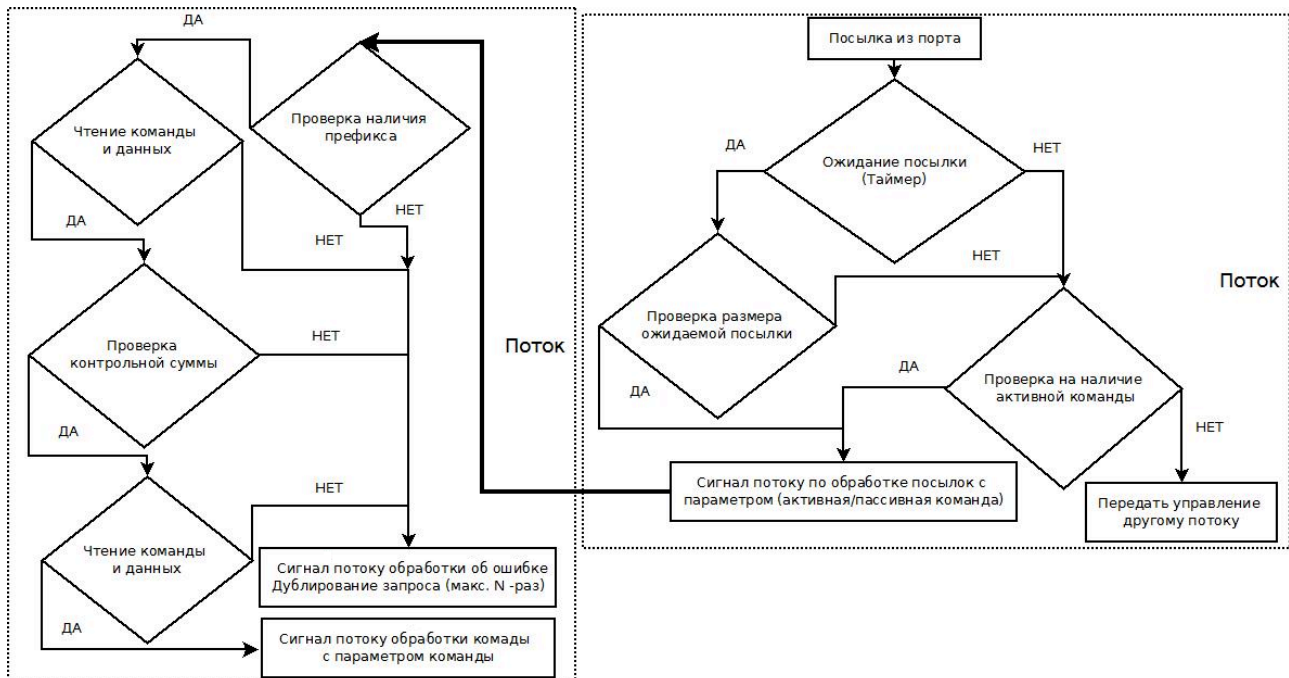 ДА
Чтение команды
и данных
Проверка наличия
префикса
НЕТ
ДА
НЕТ
Проверка
контрольной суммы
НЕТ
ДА
НЕТ
Чтение команды
и данных
Сигнал потоку обработки об ошибке
Дублирование запроса (макс. N -раз)
ДА
Сигнал потоку обработки комады
с параметром команды
Поток
Посылка из порта
ДА
Ожидание посылки
(Таймер)
НЕТ
НЕТ
Поток
Проверка размера
ожидаемой посылки
ДА
ДА
Проверка на наличие
активной команды
НЕТ
Сигнал потоку по обработке посылок с
параметром (активная/пассивная команда)
Передать управление
другому потоку